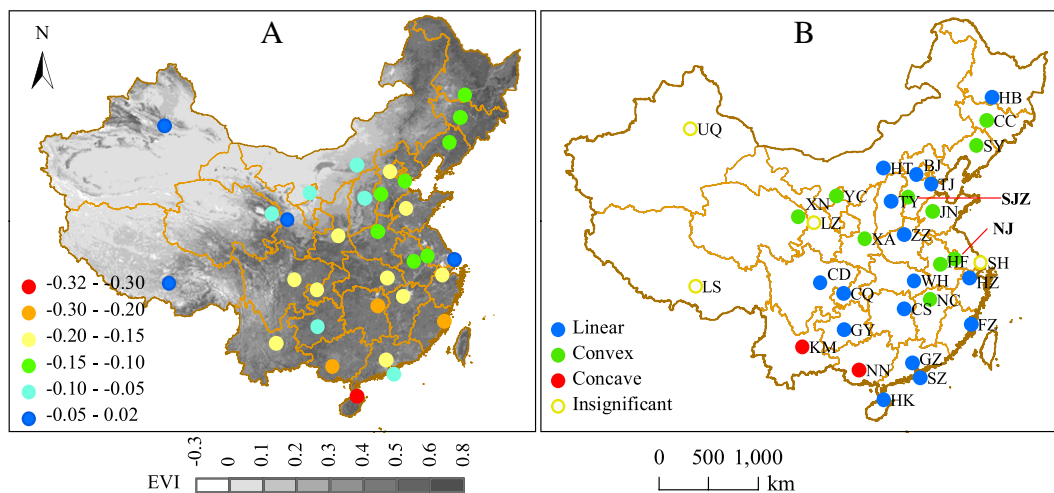 A
N
-0.32 - -0.30
-0.30 - -0.20
-0.20 - -0.15
-0.15 - -0.10
-0.10 - -0.05
-0.05 - 0.02
EVI
-0.3
0
0.1
0.2
0.3
0.4
0.5
0.6
0.8
B
HB
CC
SY
UQ
HT
BJ
TJ
YC
TY
SJZ
XN
LZ
JN
NJ
XA
ZZ
HF
SH
LS
CD
WH
HZ
CQ
NC
CS
GY
FZ
KM
NN
GZ
SZ
HK
Linear
Convex
Concave
Insignificant
0 500 1,000
km